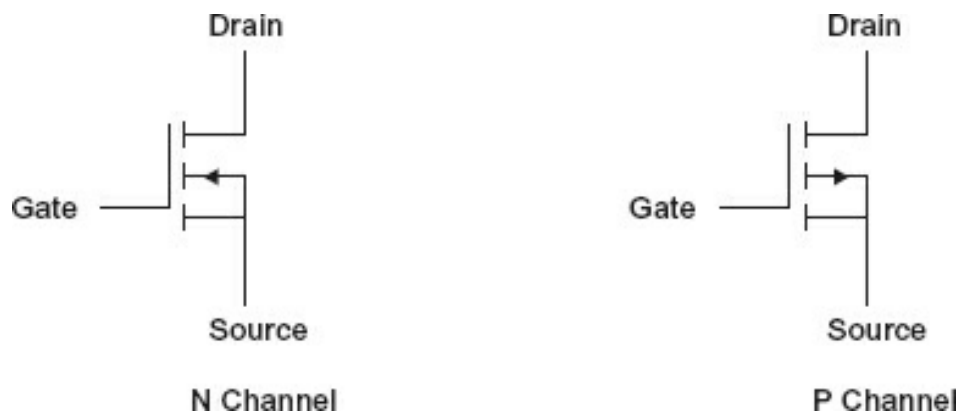 Drain
Drain
Gate
Gate
Source
Source
N Channel
P Channel